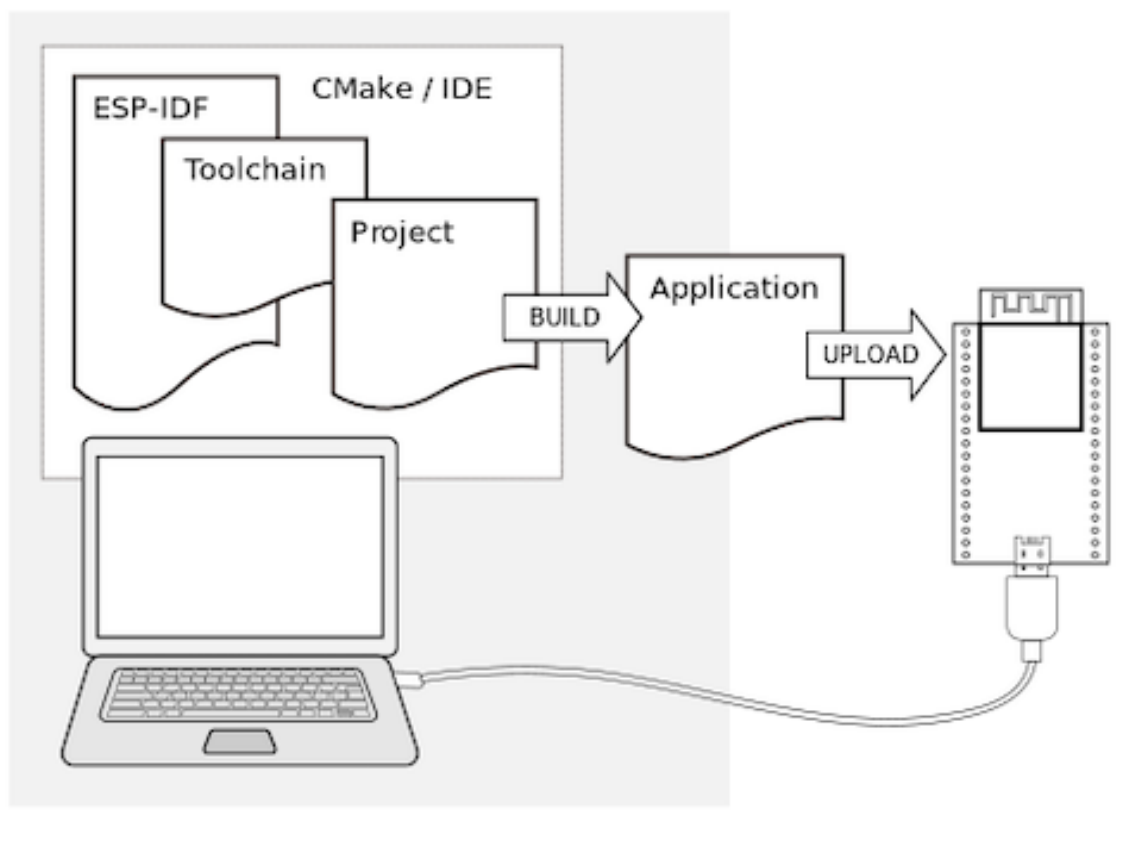 CMake / IDE
ESP-IDF
Toolchain
Project
BUILD
Application
UPLOAD